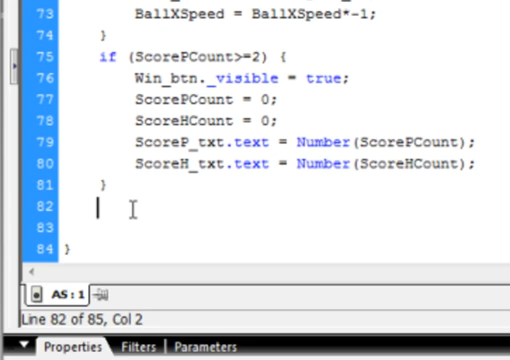 73 BallXSpeed = BallXSpeed*-1;
74 }
75 if (ScorePCount>=2) {
76 Win_btn._visible = true;
77 ScorePCount = 0;
78 ScoreHCount = 0;
79 ScoreP_txt.text = Number(ScorePCount);
80 ScoreH_txt.text = Number(ScoreHCount);
81 }
82
83
84 }
AS:1
Line 82 of 85, Col 2
Properties Filters Parameters